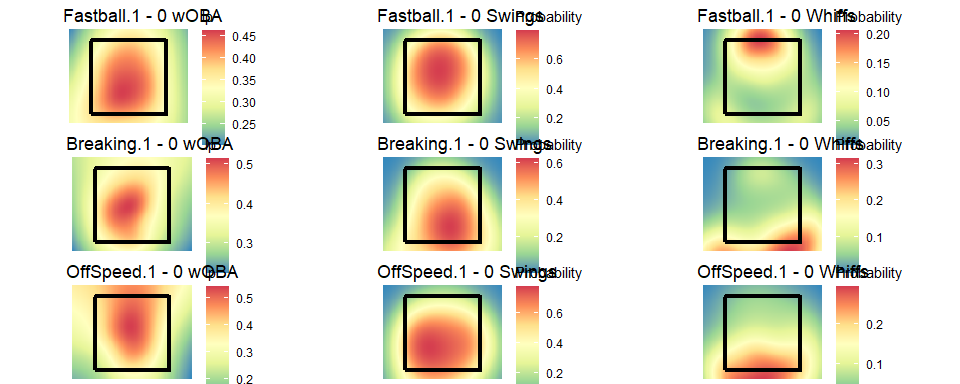 Fastball.1 - 0 wOBA
0.45
0.40
0.35
0.30
0.25
Fastball.1 - 0 Swings
Probability
0.6
0.4
0.2
Fastball.1 - 0 Whiffs
Probability
0.20
0.15
0.10
0.05
Breaking.1 - 0 wOBA
0.5
0.4
0.3
Breaking.1 - 0 Swings
Probability
0.6
0.4
0.2
Breaking.1 - 0 Whiffs
Probability
0.3
0.2
0.1
OffSpeed.1 - 0 wOBA
0.5
0.4
0.3
0.2
OffSpeed.1 - 0 Swings
Probability
0.6
0.4
0.2
OffSpeed.1 - 0 Whiffs
Probability
0.2
0.1